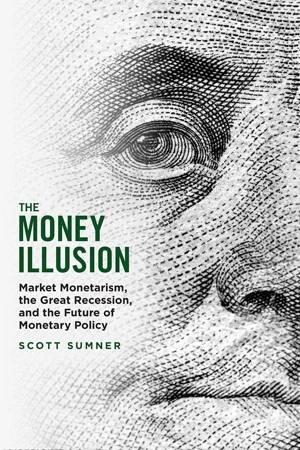 THE
MONEY
ILLUSION
Market Monetarism,
the Great Recession,
and the Future of
Monetary Policy
SCOTT SUMNER